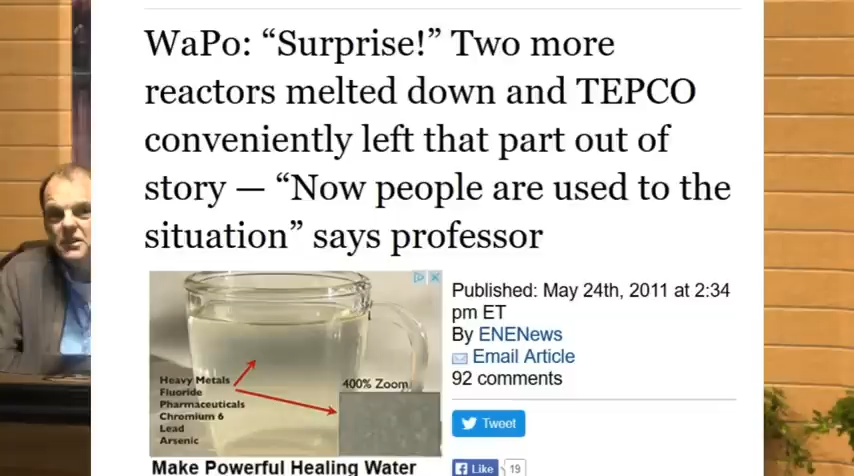 WaPo: “Surprise!” Two more
reactors melted down and TEPCO
conveniently left that part out of
story — “Now people are used to the
situation” says professor
Heavy Metals
Fluoride
Pharmaceuticals
Chromium 6
Lead
Arsenic
400% Zoom
Make Powerful Healing Water
Published: May 24th, 2011 at 2:34
pm ET
By ENENews
Email Article
92 comments
Tweet
Like 19